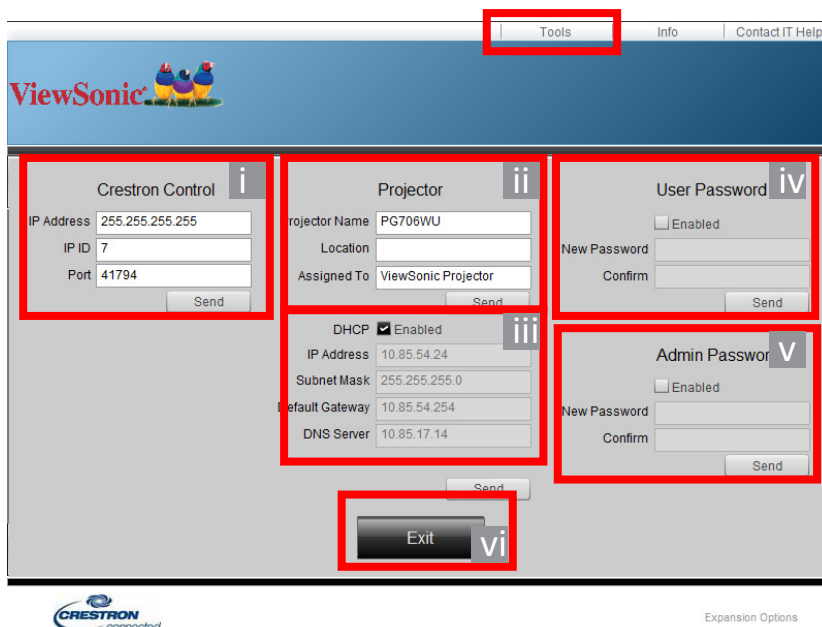 Tools Info Contact IT Help
ViewSonic
i
Crestron Control
IP Address 255.255.255.255
IP ID 7
Port 41794
Send
ii
Projector
Projector Name PG706WU
Location
Assigned To ViewSonic Projector
Send
iii
DHCP Enabled
IP Address 10.85.54.24
Subnet Mask 255.255.255.0
Default Gateway 10.85.54.254
DNS Server 10.85.17.14
Send
iv
User Password
Enabled
New Password
Confirm
Send
v
Admin Password
Enabled
New Password
Confirm
Send
Exit
vi
CRESTRON
connected
Expansion Options